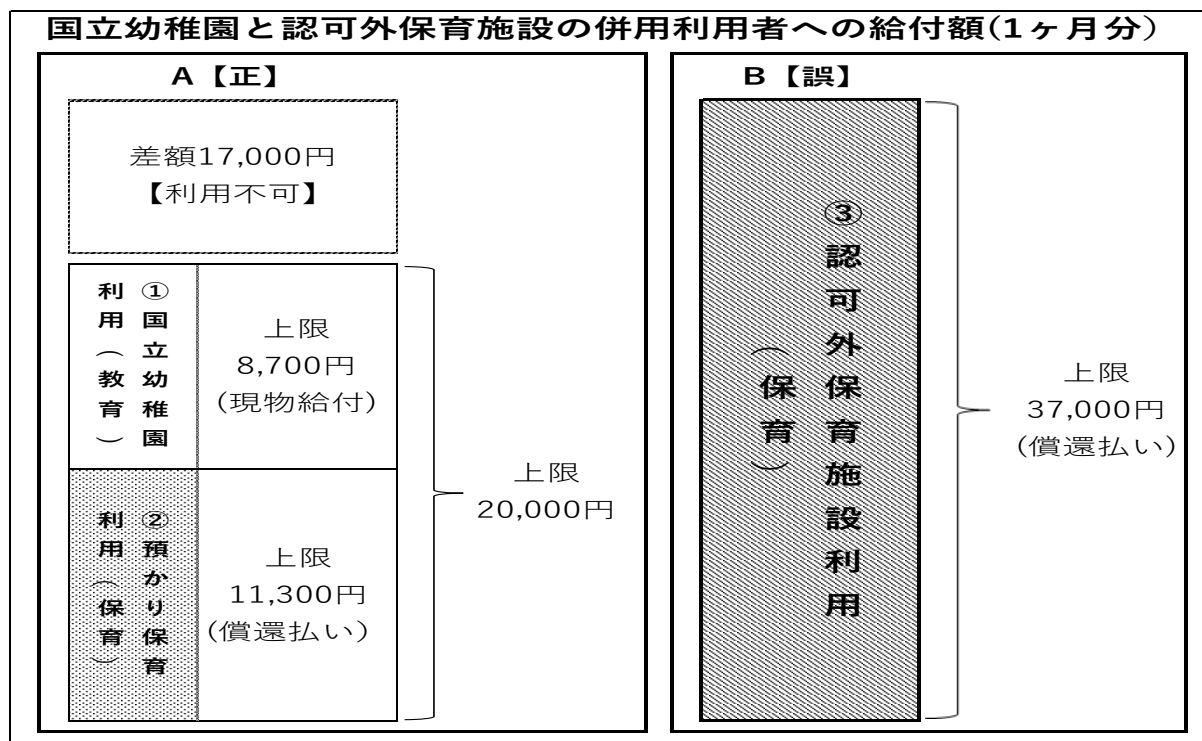 国立幼稚園と認可外保育施設の併用利用者への給付額(1ヶ月分)
A【正】
差額17,000円
【利用不可】
①国立幼稚園
利用(教育)
上限
8,700円
(現物給付)
②預かり保育
利用(保育)
上限
11,300円
(償還払い)
上限
20,000円
B【誤】
③認可外保育施設利用
(保育)
上限
37,000円
(償還払い)